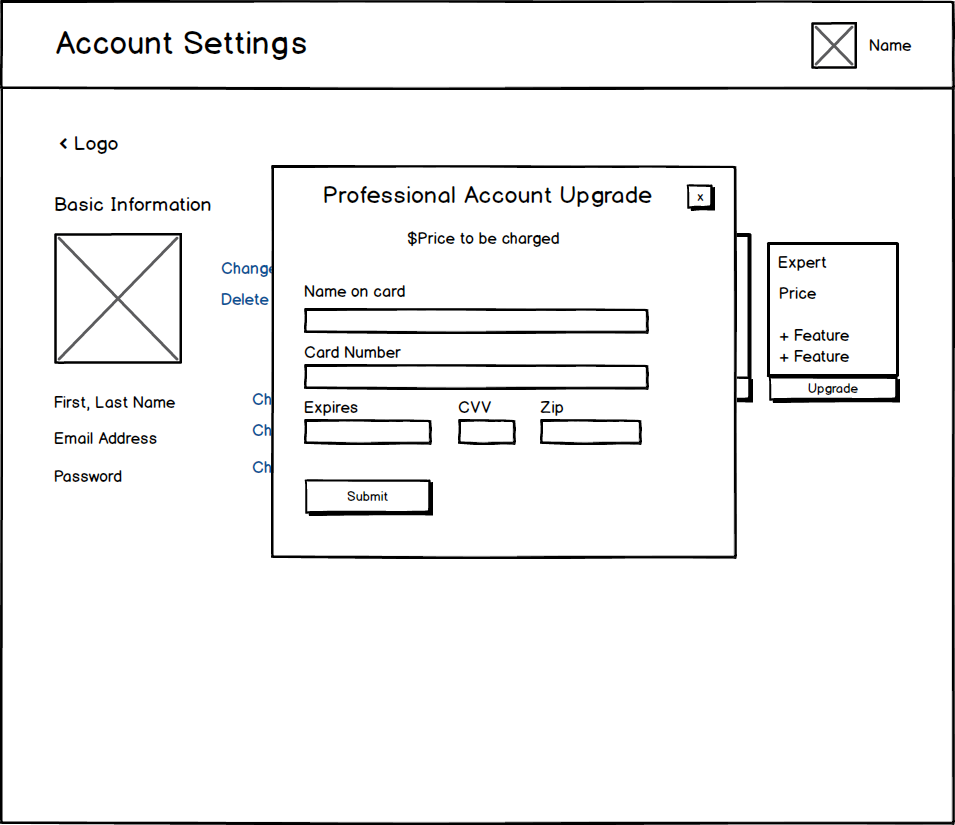 Account Settings
Name
< Logo
Basic Information
Change
Delete
First, Last Name
Ch
Email Address
Ch
Password
Ch
Professional Account Upgrade
x
$Price to be charged
Name on card
Card Number
Expires
CVV
Zip
Submit
Expert
Price
+ Feature
+ Feature
Upgrade